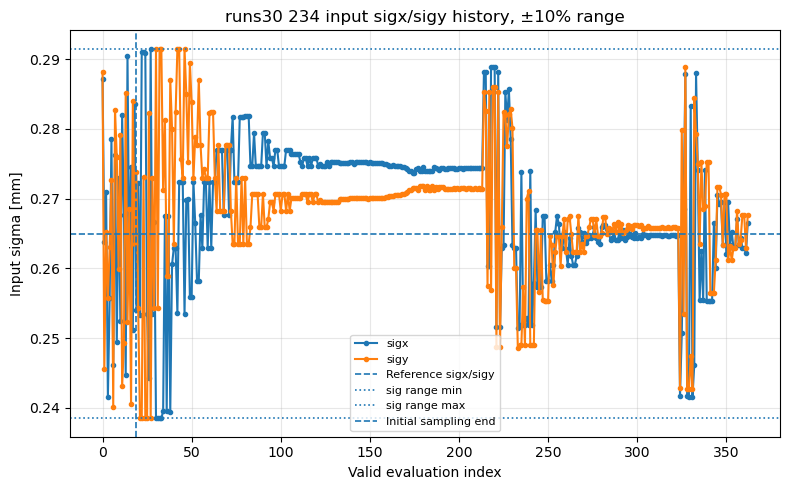 runs30 234 input sigx/sigy history, ±10% range
Input sigma [mm]
0.29
0.28
0.27
0.26
0.25
0.24
sigx
sigy
Reference sigx/sigy
sig range min
sig range max
Initial sampling end
0 50 100 150 200 250 300 350
Valid evaluation index